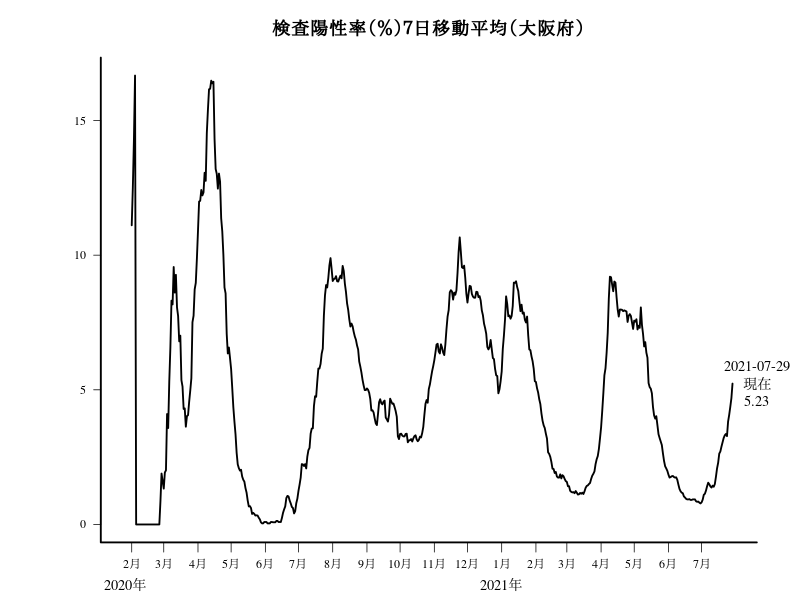 検査陽性率(%)7日移動平均(大阪府)
15
10
5
0
2021-07-29
現在
5.23
2月 3月 4月 5月 6月 7月 8月 9月 10月 11月 12月 1月 2月 3月 4月 5月 6月 7月
2020年 2021年